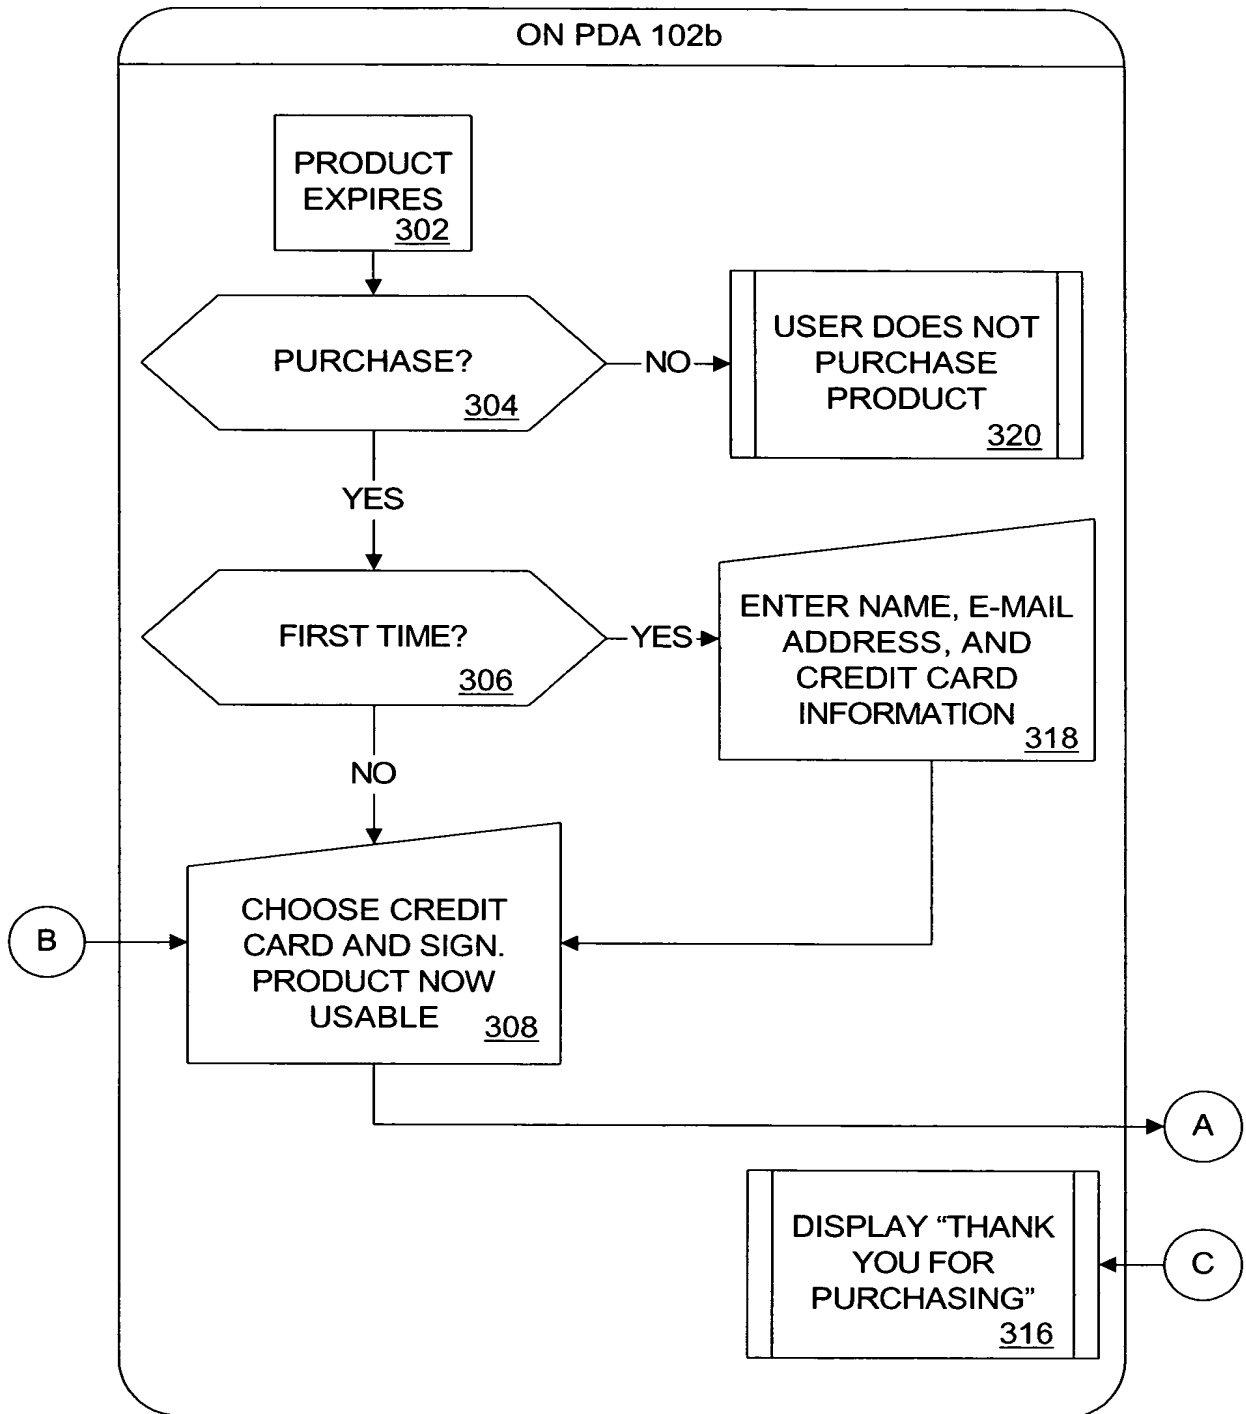 ON PDA 102b
PRODUCT
EXPIRES
302
PURCHASE?
304
NO
USER DOES NOT
PURCHASE
PRODUCT
320
YES
FIRST TIME?
306
YES
ENTER NAME, E-MAIL
ADDRESS, AND
CREDIT CARD
INFORMATION
318
NO
B
CHOOSE CREDIT
CARD AND SIGN.
PRODUCT NOW
USABLE
308
A
DISPLAY “THANK
YOU FOR
PURCHASING”
316
C